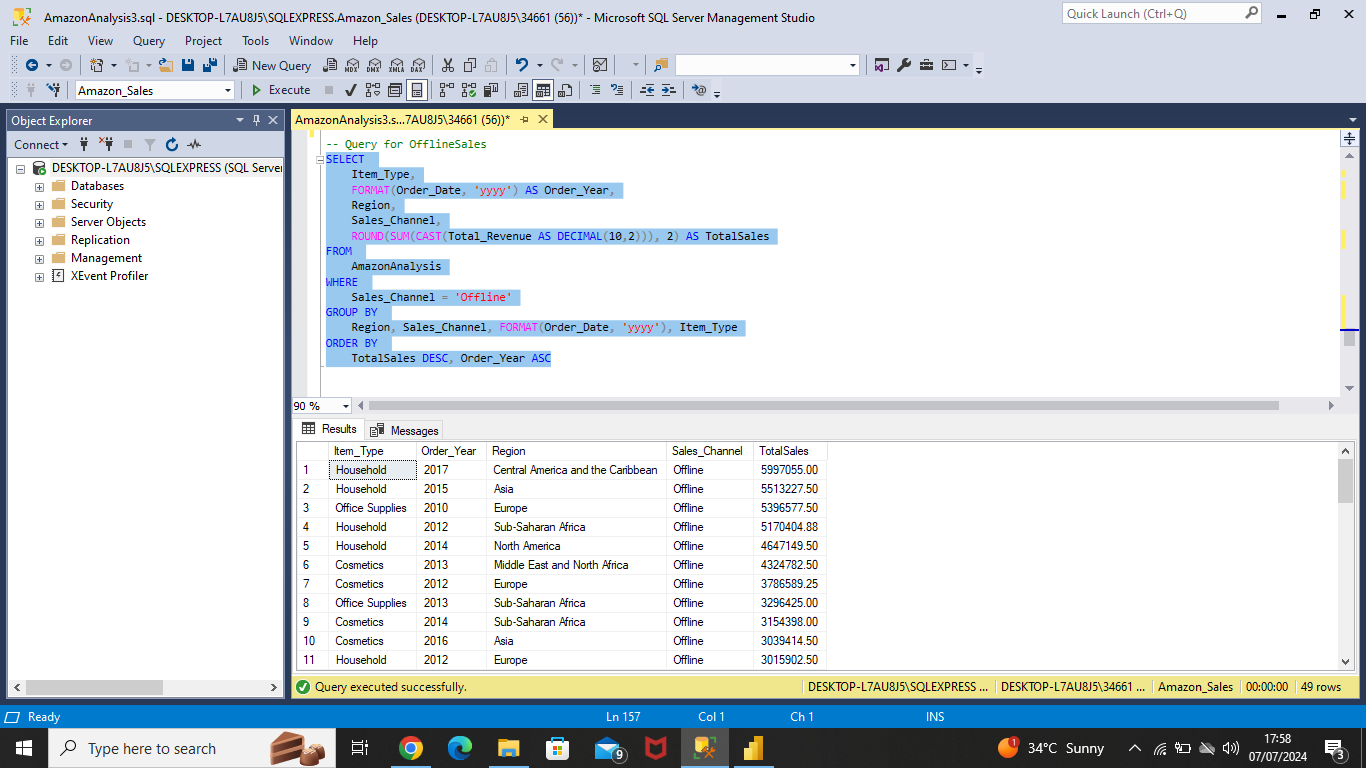 AmazonAnalysis3.sql - DESKTOP-L7AU8J5\SQLEXPRESS.Amazon_Sales (DESKTOP-L7AU8J5\34661 (56))* - Microsoft SQL Server Management Studio
Quick Launch (Ctrl+Q)
File Edit View Query Project Tools Window Help
New Query MDX DMX XMLA DAX
Amazon_Sales Execute
Object Explorer
AmazonAnalysis3.s...7AU8J5\34661 (56))*
Connect
DESKTOP-L7AU8J5\SQLEXPRESS (SQL Server
Databases
Security
Server Objects
Replication
Management
XEvent Profiler
-- Query for OfflineSales
SELECT
Item_Type,
FORMAT(Order_Date, 'yyyy') AS Order_Year,
Region,
Sales_Channel,
ROUND(SUM(CAST(Total_Revenue AS DECIMAL(10,2))), 2) AS TotalSales
FROM
AmazonAnalysis
WHERE
Sales_Channel = 'Offline'
GROUP BY
Region, Sales_Channel, FORMAT(Order_Date, 'yyyy'), Item_Type
ORDER BY
TotalSales DESC, Order_Year ASC
90 %
Results Messages
Item_Type Order_Year Region Sales_Channel TotalSales
1 Household 2017 Central America and the Caribbean Offline 5997055.00
2 Household 2015 Asia Offline 5513227.50
3 Office Supplies 2010 Europe Offline 5396577.50
4 Household 2012 Sub-Saharan Africa Offline 5170404.88
5 Household 2014 North America Offline 4647149.50
6 Cosmetics 2013 Middle East and North Africa Offline 4324782.50
7 Cosmetics 2012 Europe Offline 3786589.25
8 Office Supplies 2013 Sub-Saharan Africa Offline 3296425.00
9 Cosmetics 2014 Sub-Saharan Africa Offline 3154398.00
10 Cosmetics 2016 Asia Offline 3039414.50
11 Household 2012 Europe Offline 3015902.50
Query executed successfully. DESKTOP-L7AU8J5\SQLEXPRESS ... DESKTOP-L7AU8J5\34661 ... Amazon_Sales 00:00:00 49 rows
Ready Ln 157 Col 1 Ch 1 INS
Type here to search 9 1 34°C Sunny 17:58
07/07/2024 3